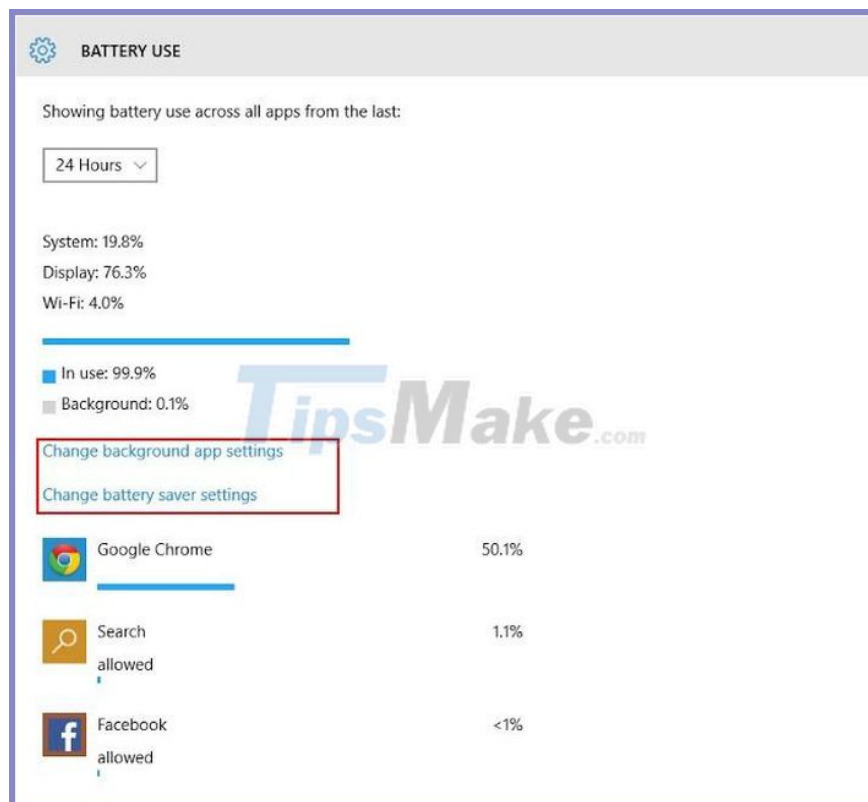 BATTERY USE
Showing battery use across all apps from the last:
24 Hours
System: 19.8%
Display: 76.3%
Wi-Fi: 4.0%
In use: 99.9%
Background: 0.1%
TipsMake.com
Change background app settings
Change battery saver settings
Google Chrome 50.1%
Search 1.1%
allowed
Facebook <1%
allowed